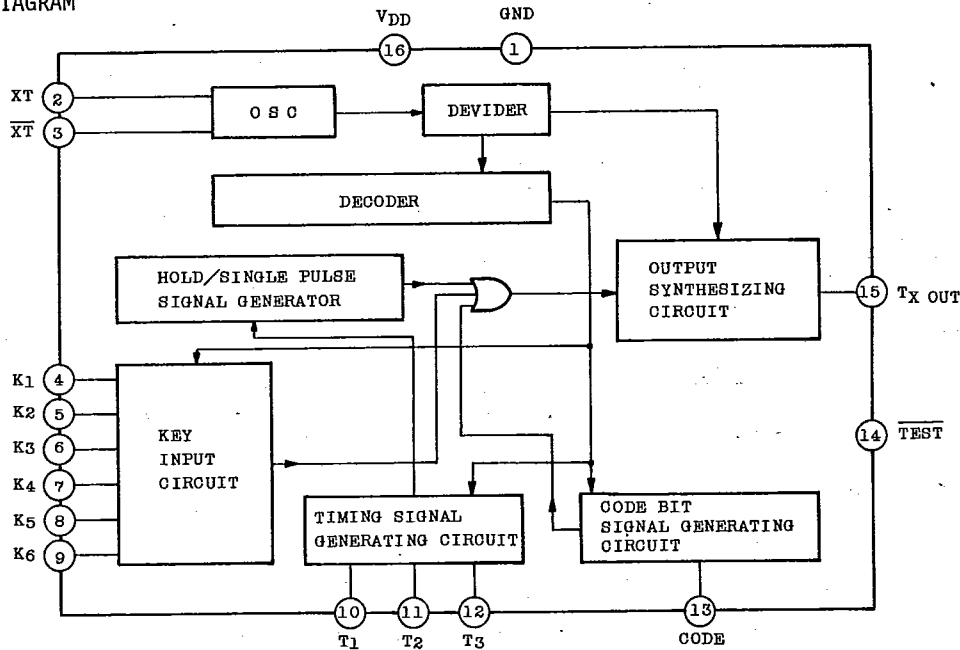 IAGRAM
VDD
GND
16
1
XT 2
XT 3
OSC
DEVIDER
DECODER
HOLD/SINGLE PULSE
SIGNAL GENERATOR
OUTPUT
SYNTHESIZING
CIRCUIT
15 TX OUT
K1 4
K2 5
K3 6
K4 7
K5 8
K6 9
KEY
INPUT
CIRCUIT
14 TEST
TIMING SIGNAL
GENERATING CIRCUIT
CODE BIT
SIGNAL GENERATING
CIRCUIT
10
11
12
13
T1
T2
T3
CODE